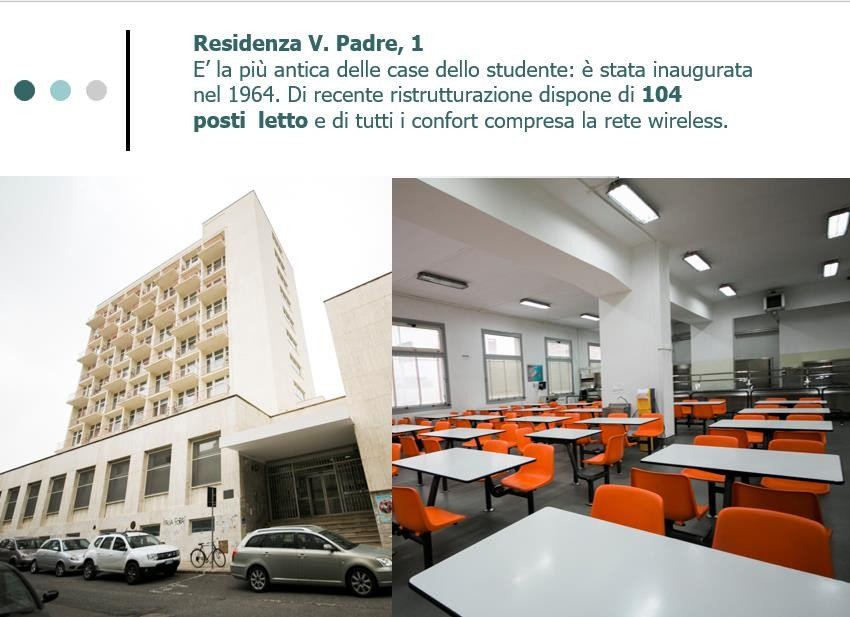 Residenza V. Padre, 1
E’ la più antica delle case dello studente: è stata inaugurata
nel 1964. Di recente ristrutturazione dispone di 104
posti letto e di tutti i confort compresa la rete wireless.